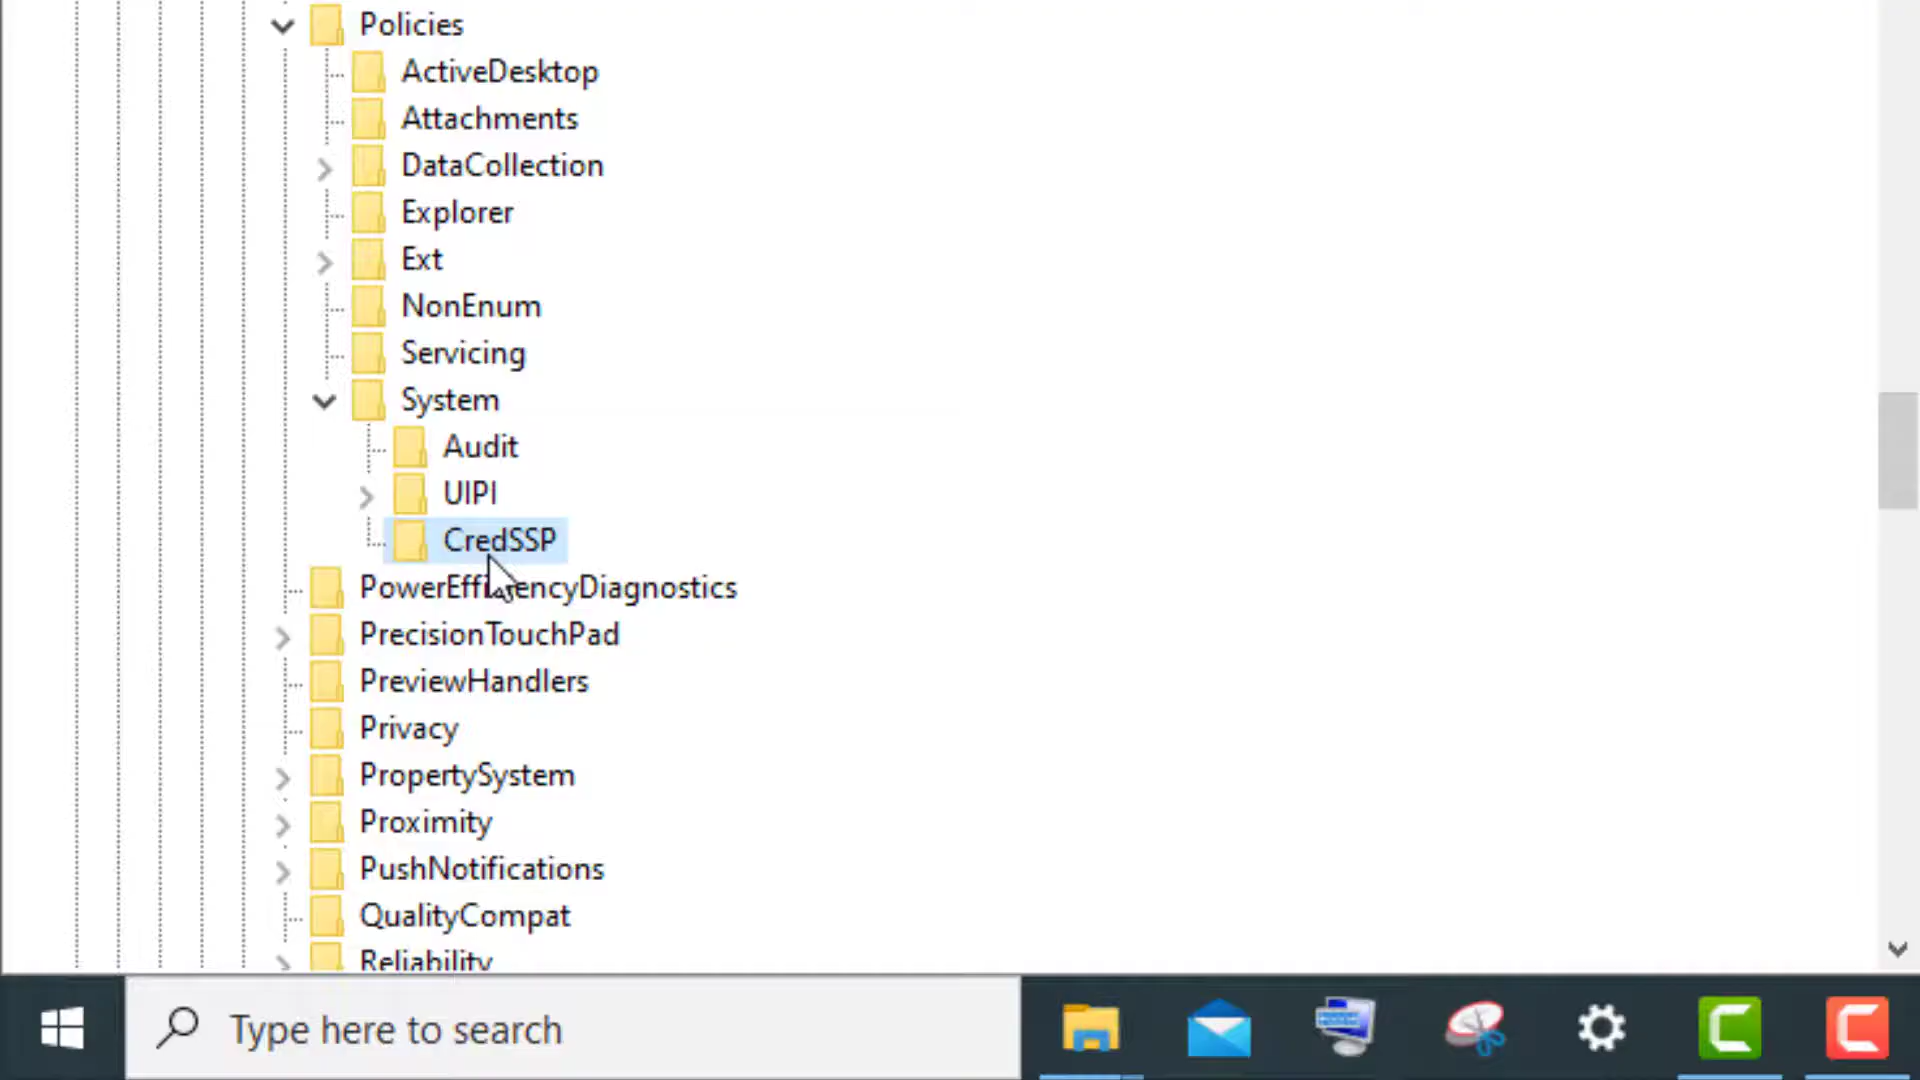 Policies
ActiveDesktop
Attachments
DataCollection
Explorer
Ext
NonEnum
Servicing
System
Audit
UIPI
CredSSP
PowerEfficiencyDiagnostics
PrecisionTouchPad
PreviewHandlers
Privacy
PropertySystem
Proximity
PushNotifications
QualityCompat
Reliability
Type here to search